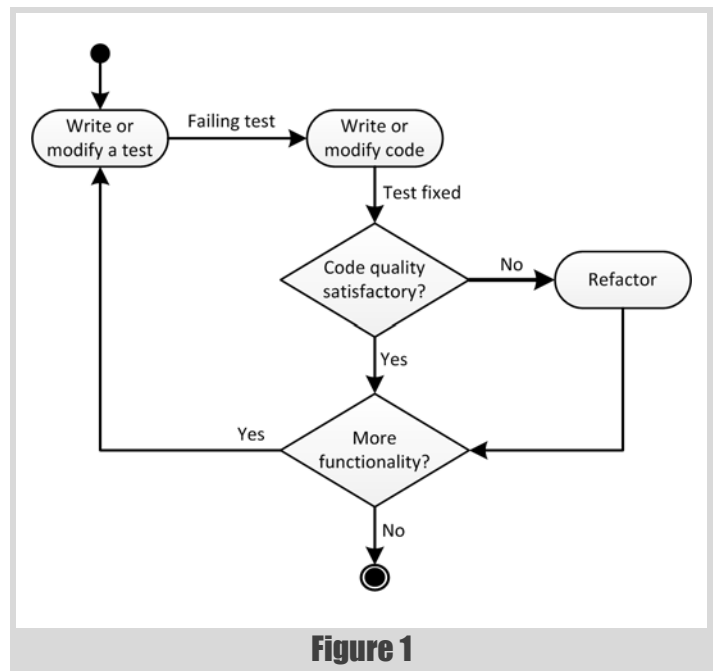 Write or
modify a test
Failing test
Write or
modify code
Test fixed
Code quality
satisfactory?
No
Refactor
Yes
More
functionality?
Yes
No
Figure 1